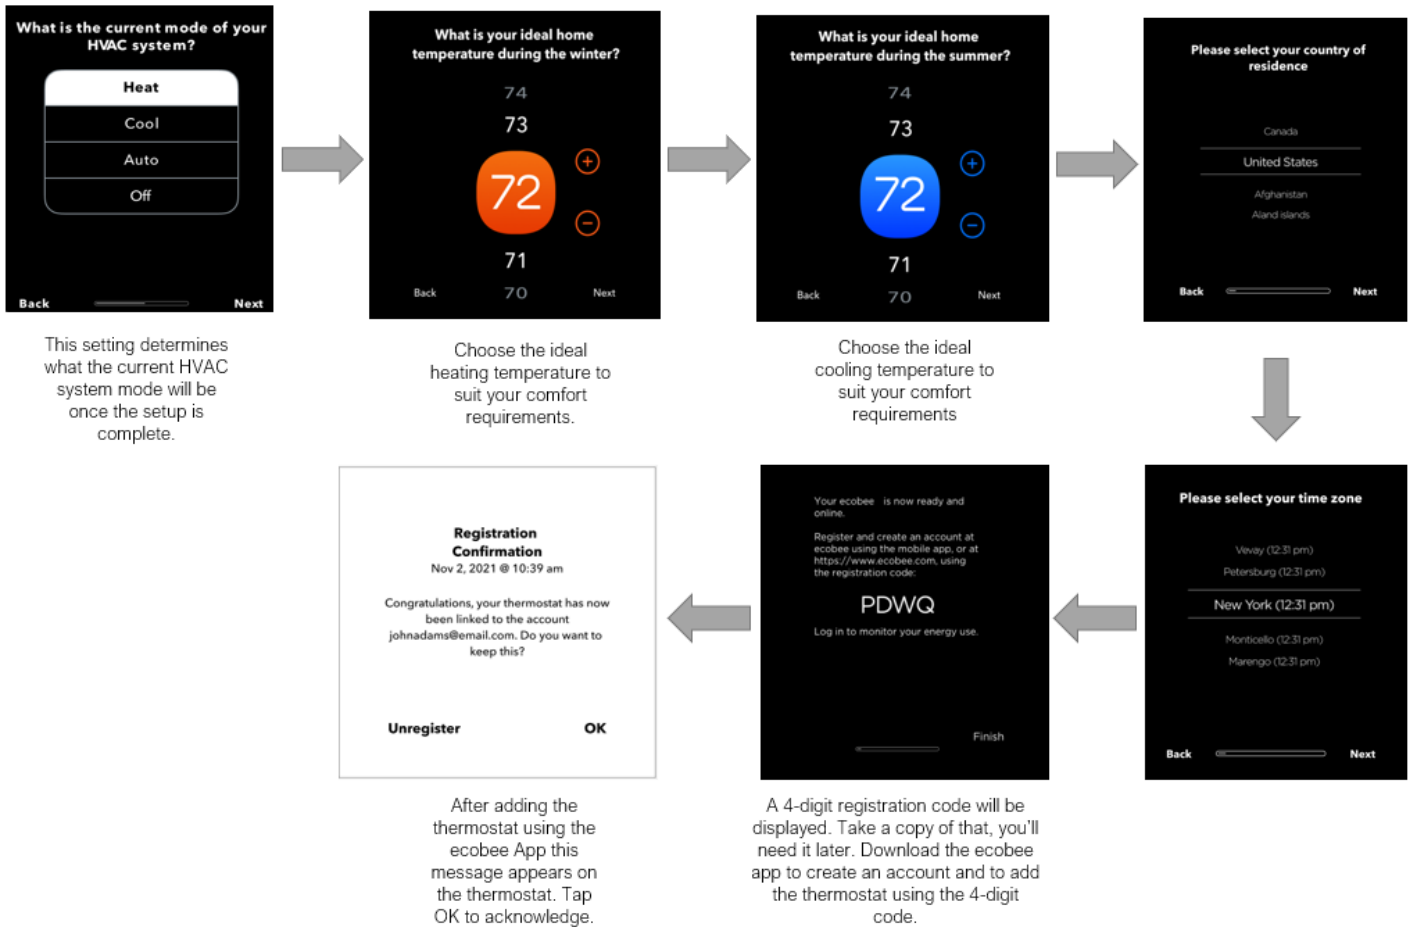 What is the current mode of your
HVAC system?
Heat
Cool
Auto
Off
Back
Next
This setting determines
what the current HVAC
system mode will be
once the setup is
complete.
What is your ideal home
temperature during the winter?
74
73
72
71
70
Back
Next
Choose the ideal
heating temperature to
suit your comfort
requirements.
What is your ideal home
temperature during the summer?
74
73
72
71
70
Back
Next
Choose the ideal
cooling temperature to
suit your comfort
requirements
Please select your country of
residence
Canada
United States
Afghanistan
Aland islands
Back
Next
Please select your time zone
Vevay (12:31 pm)
Petersburg (12:31 pm)
New York (12:31 pm)
Monticello (12:31 pm)
Marengo (12:31 pm)
Back
Next
Your ecobee is now ready and
online.
Register and create an account at
ecobee using the mobile app, or at
https://www.ecobee.com, using
the registration code:
PDWQ
Log in to monitor your energy use.
Finish
A 4-digit registration code will be
displayed. Take a copy of that, you'll
need it later. Download the ecobee
app to create an account and to add
the thermostat using the 4-digit
code.
Registration
Confirmation
Nov 2, 2021 @ 10:39 am
Congratulations, your thermostat has now
been linked to the account
johnadams@email.com. Do you want to
keep this?
Unregister
OK
After adding the
thermostat using the
ecobee App this
message appears on
the thermostat. Tap
OK to acknowledge.